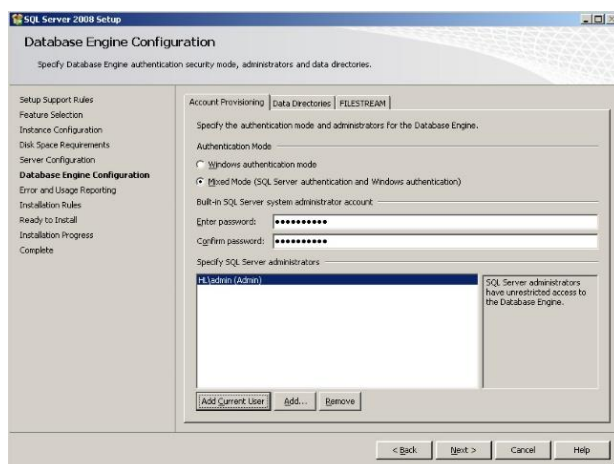 SQL Server 2008 Setup
Database Engine Configuration
Specify Database Engine authentication security mode, administrators and data directories.
Setup Support Rules
Feature Selection
Instance Configuration
Disk Space Requirements
Server Configuration
Database Engine Configuration
Error and Usage Reporting
Installation Rules
Ready to Install
Installation Progress
Complete
Account Provisioning
Data Directories
FILESTREAM
Specify the authentication mode and administrators for the Database Engine.
Authentication Mode
Windows authentication mode
Mixed Mode (SQL Server authentication and Windows authentication)
Built-in SQL Server system administrator account
Enter password:
Confirm password:
Specify SQL Server administrators
HL\admin (Admin)
SQL Server administrators
have unrestricted access to
the Database Engine.
Add Current User
Add...
Remove
< Back
Next >
Cancel
Help